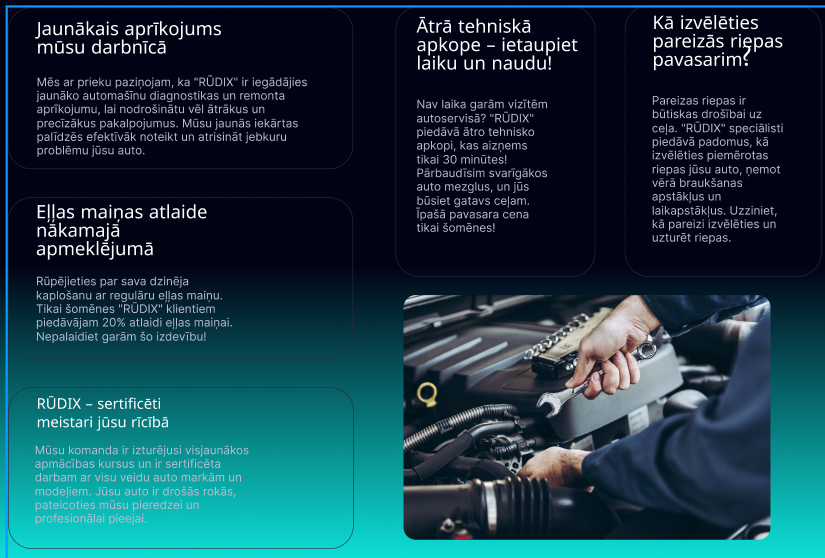 Jaunākais aprīkojums
mūsu darbnīcā
Mēs ar prieku paziņojam, ka "RŪDIX" ir iegādājies
jaunāko automašīnu diagnostikas un remonta
aprīkojumu, lai nodrošinātu vēl ātrākus un
precīzākus pakalpojumus. Mūsu jaunās iekārtas
palīdzēs efektīvāk noteikt un atrisināt jebkuru
problēmu jūsu auto.
Eļļas maiņas atlaide
nākamajā
apmeklējumā
Rūpējieties par sava dzinēja
kaplošanu ar regulāru eļļas maiņu.
Tikai šomēnes "RŪDIX" klientiem
piedāvājam 20% atlaidi eļļas maiņai.
Nepalaidiet garām šo izdevību!
RŪDIX – sertificēti
meistari jūsu rīcībā
Mūsu komanda ir izturējusi visjaunākos
apmācības kursus un ir sertificēta
darbam ar visu veidu auto markām un
modeļiem. Jūsu auto ir drošās rokās,
pateicoties mūsu pieredzei un
profesionālai pieejai.
Ātrā tehniskā
apkope – ietaupiet
laiku un naudu!
Nav laika garām vizītēm
autoservisā? "RŪDIX"
piedāvā ātro tehnisko
apkopi, kas aizņems
tikai 30 minūtes!
Pārbaudīsim svarīgākos
auto mezglus, un jūs
būsiet gatavs ceļam.
Īpašā pavasara cena
tikai šomēnes!
Kā izvēlēties
pareizās riepas
pavasarim?
Pareizas riepas ir
būtiskas drošībai uz
ceļa. "RŪDIX" speciālisti
piedāvā padomus, kā
izvēlēties piemērotas
riepas jūsu auto, ņemot
vērā braukšanas
apstākļus un
laikapstākļus. Uzziniet,
kā pareizi izvēlēties un
uzturēt riepas.